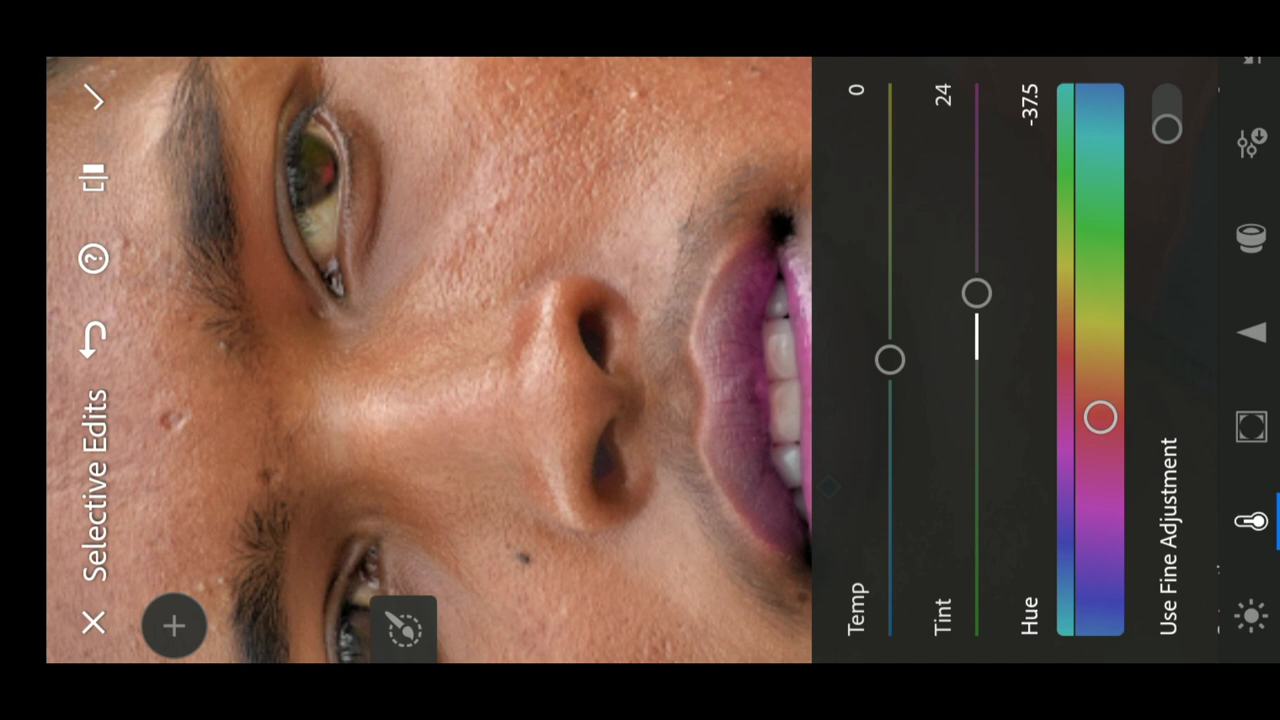 Selective Edits
Temp 0
Tint 24
Hue -37.5
Use Fine Adjustment